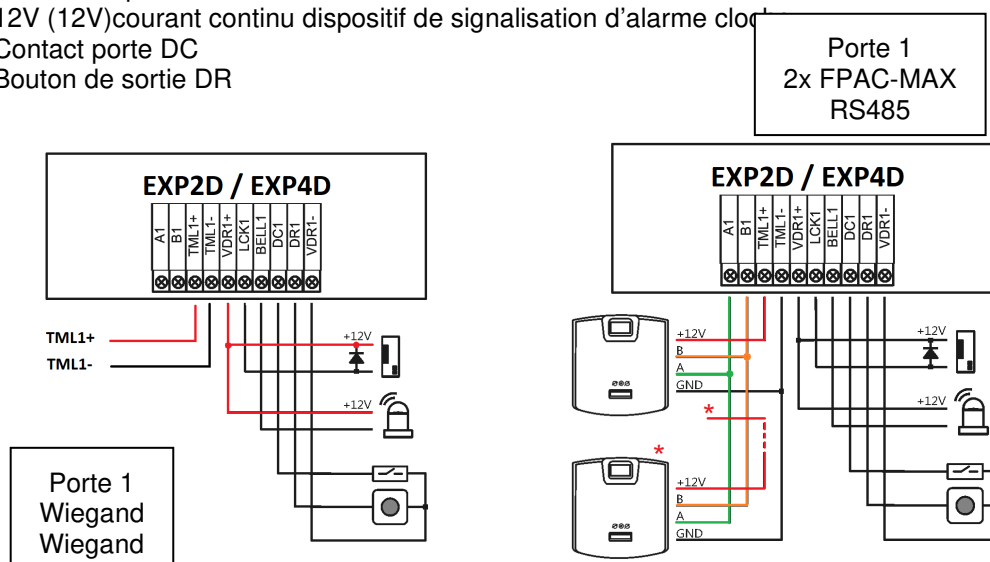 12V (12V)courant continu dispositif de signalisation d'alarme
Contact porte DC
Bouton de sortie DR
Porte 1
2x FPAC-MAX
RS485
EXP2D / EXP4D
A1
B1
TML1+
TML1-
VDR1+
LCK1
BELL1
DC1
DR1
VDR1-
TML1+
TML1-
+12V
+12V
Porte 1
Wiegand
Wiegand
EXP2D / EXP4D
A1
B1
TML1+
TML1-
VDR1+
LCK1
BELL1
DC1
DR1
VDR1-
+12V
B
A
GND
*
*
+12V
B
A
GND
+12V
+12V